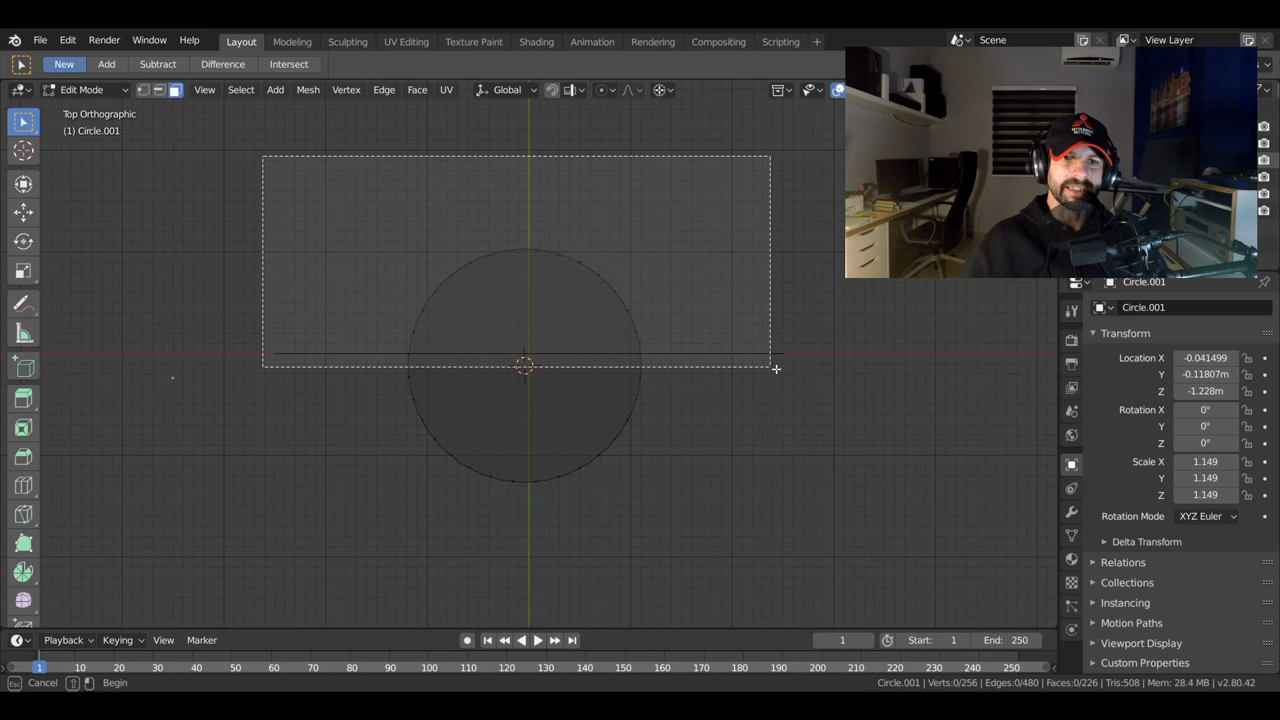 File Edit Render Window Help
Layout Modeling Sculpting UV Editing Texture Paint Shading Animation Rendering Compositing Scripting +
Scene
View Layer
New Add Subtract Difference Intersect
Edit Mode View Select Add Mesh Vertex Edge Face UV Global
Top Orthographic
(1) Circle.001
MITSUBISHI
MOTORS
Circle.001
Circle.001
Transform
Location X -0.041499
Y -0.11807m
Z -1.228m
Rotation X 0°
Y 0°
Z 0°
Scale X 1.149
Y 1.149
Z 1.149
Rotation Mode XYZ Euler
Delta Transform
Relations
Collections
Instancing
Motion Paths
Viewport Display
Custom Properties
Playback Keying View Marker
1 Start: 1 End: 250
1 10 20 30 40 50 60 70 80 90 100 110 120 130 140 150 160 170 180 190 200 210 220 230 240 250
Esc Cancel Begin
Circle.001 | Verts:0/256 | Edges:0/480 | Faces:0/226 | Tris:508 | Mem: 28.4 MB | v2.80.42